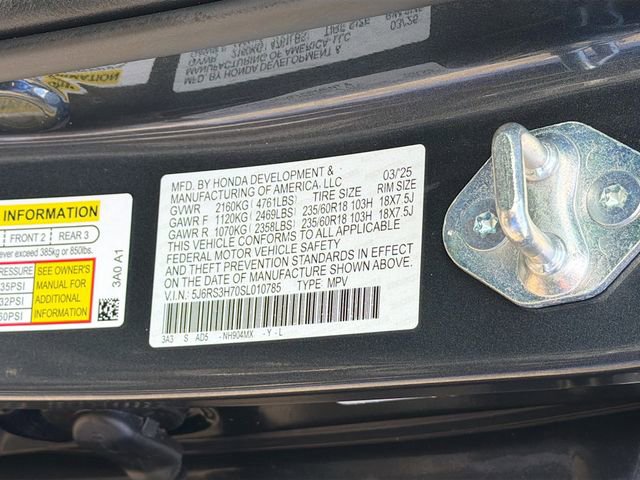 MFD. BY HONDA DEVELOPMENT & 03/25
MANUFACTURING OF AMERICA, LLC
TIRE SIZE RIM SIZE
GVWR 2160KG( 4761LBS)
GAWR F 1120KG( 2469LBS) 235/60R18 103H 18X7.5J
GAWR R 1070KG( 2358LBS) 235/60R18 103H 18X7.5J
THIS VEHICLE CONFORMS TO ALL APPLICABLE
FEDERAL MOTOR VEHICLE SAFETY
AND THEFT PREVENTION STANDARDS IN EFFECT
ON THE DATE OF MANUFACTURE SHOWN ABOVE.
V.I.N.: 5J6RS3H70SL010785 TYPE: MPV
3A3 S AD5 - NH904MX - Y - L
INFORMATION
FRONT 2 REAR 3
exceed 385kg or 850lbs.
SEE OWNER'S
MANUAL FOR
ADDITIONAL
INFORMATION
35PSI
32PSI
60PSI
3A0 A1